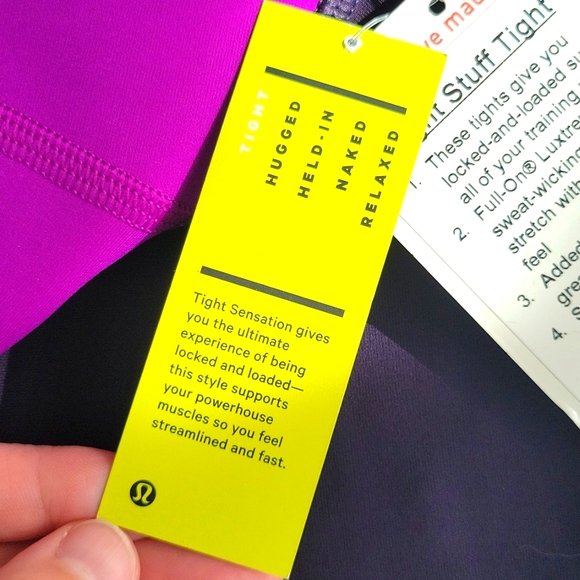 TIGHT
HUGGED
HELD-IN
NAKED
RELAXED
Tight Sensation gives
you the ultimate
experience of being
locked and loaded—
this style supports
your powerhouse
muscles so you feel
streamlined and fast.
Stuff Tight
1. These tights give you
locked-and-loaded
all of your training
2. Full-On®
sweat-wicking
stretch with
feel
3. Added
4.